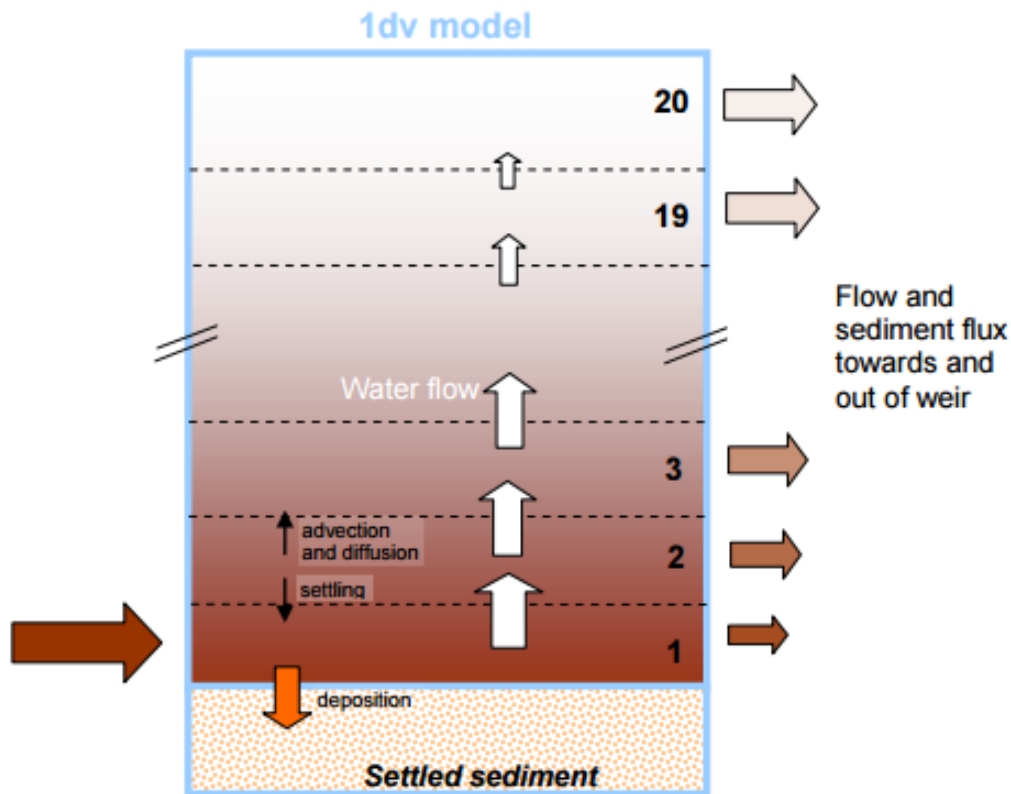 1dv model
20
19
Flow and
sediment flux
towards and
out of weir
Water flow
3
advection
and diffusion
2
settling
1
deposition
Settled sediment